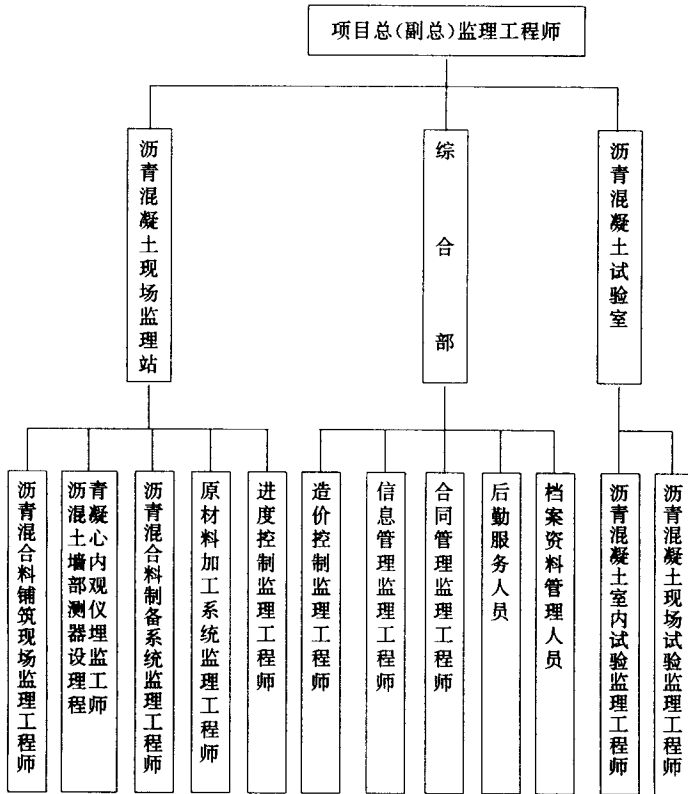 项目总(副总)监理工程师
沥青混凝土现场监理站
综合部
沥青混凝土试验室
沥青混合料铺筑现场监理工程师
沥青混凝土心墙内部观测仪器埋设监理工程师
沥青混合料制备系统监理工程师
原材料加工系统监理工程师
进度控制监理工程师
造价控制监理工程师
信息管理监理工程师
合同管理监理工程师
后勤服务人员
档案资料管理人员
沥青混凝土室内试验监理工程师
沥青混凝土现场试验监理工程师